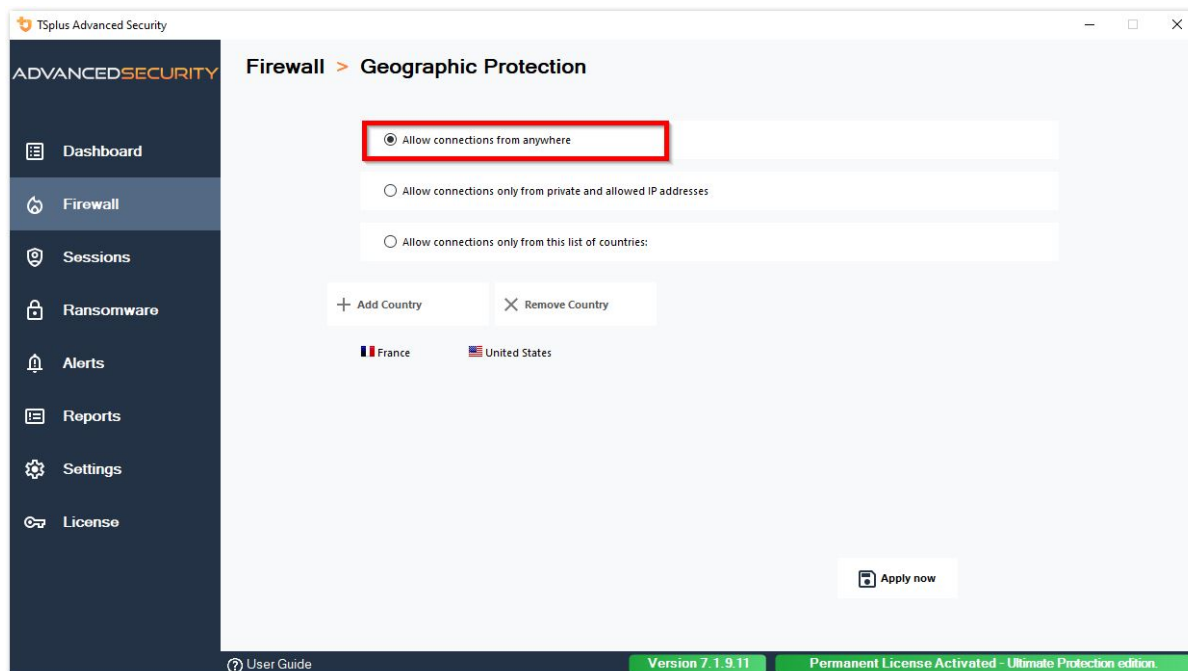 TSplus Advanced Security
ADVANCEDSECURITY
Firewall > Geographic Protection
Allow connections from anywhere
Dashboard
Allow connections only from private and allowed IP addresses
Firewall
Allow connections only from this list of countries:
Sessions
Add Country
Remove Country
Ransomware
France
United States
Alerts
Reports
Settings
License
Apply now
User Guide
Version 7.1.9.11
Permanent License Activated - Ultimate Protection edition.